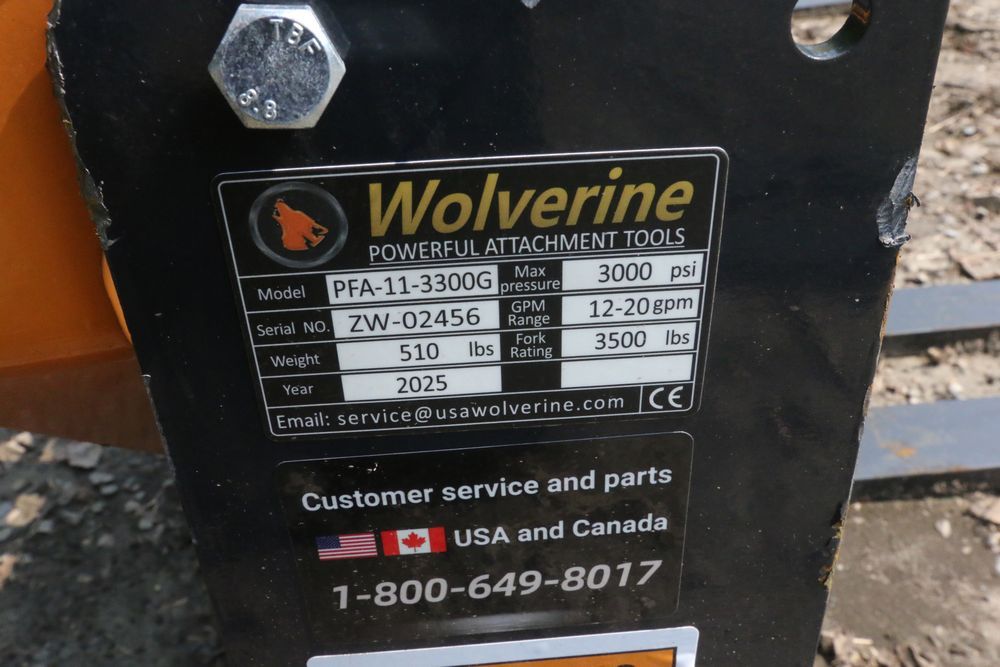 TBF
8.8
Wolverine
POWERFUL ATTACHMENT TOOLS
Model PFA-11-3300G Max pressure 3000 psi
Serial NO. ZW-02456 GPM Range 12-20 gpm
Weight 510 lbs Fork Rating 3500 lbs
Year 2025
Email: service@usawolverine.com CE
Customer service and parts
USA and Canada
1-800-649-8017